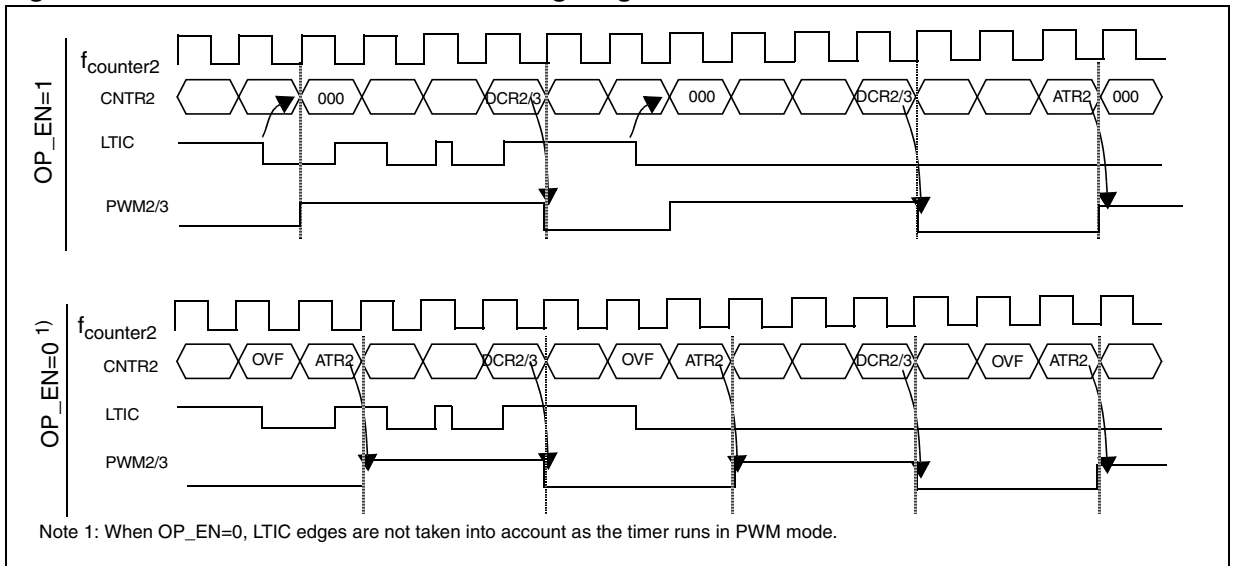 OP_EN=1
fcounter2
CNTR2
000
DCR2/3
000
DCR2/3
ATR2
000
LTIC
PWM2/3
OP_EN=0 1)
fcounter2
CNTR2
OVF
ATR2
DCR2/3
OVF
ATR2
DCR2/3
OVF
ATR2
LTIC
PWM2/3
Note 1: When OP_EN=0, LTIC edges are not taken into account as the timer runs in PWM mode.